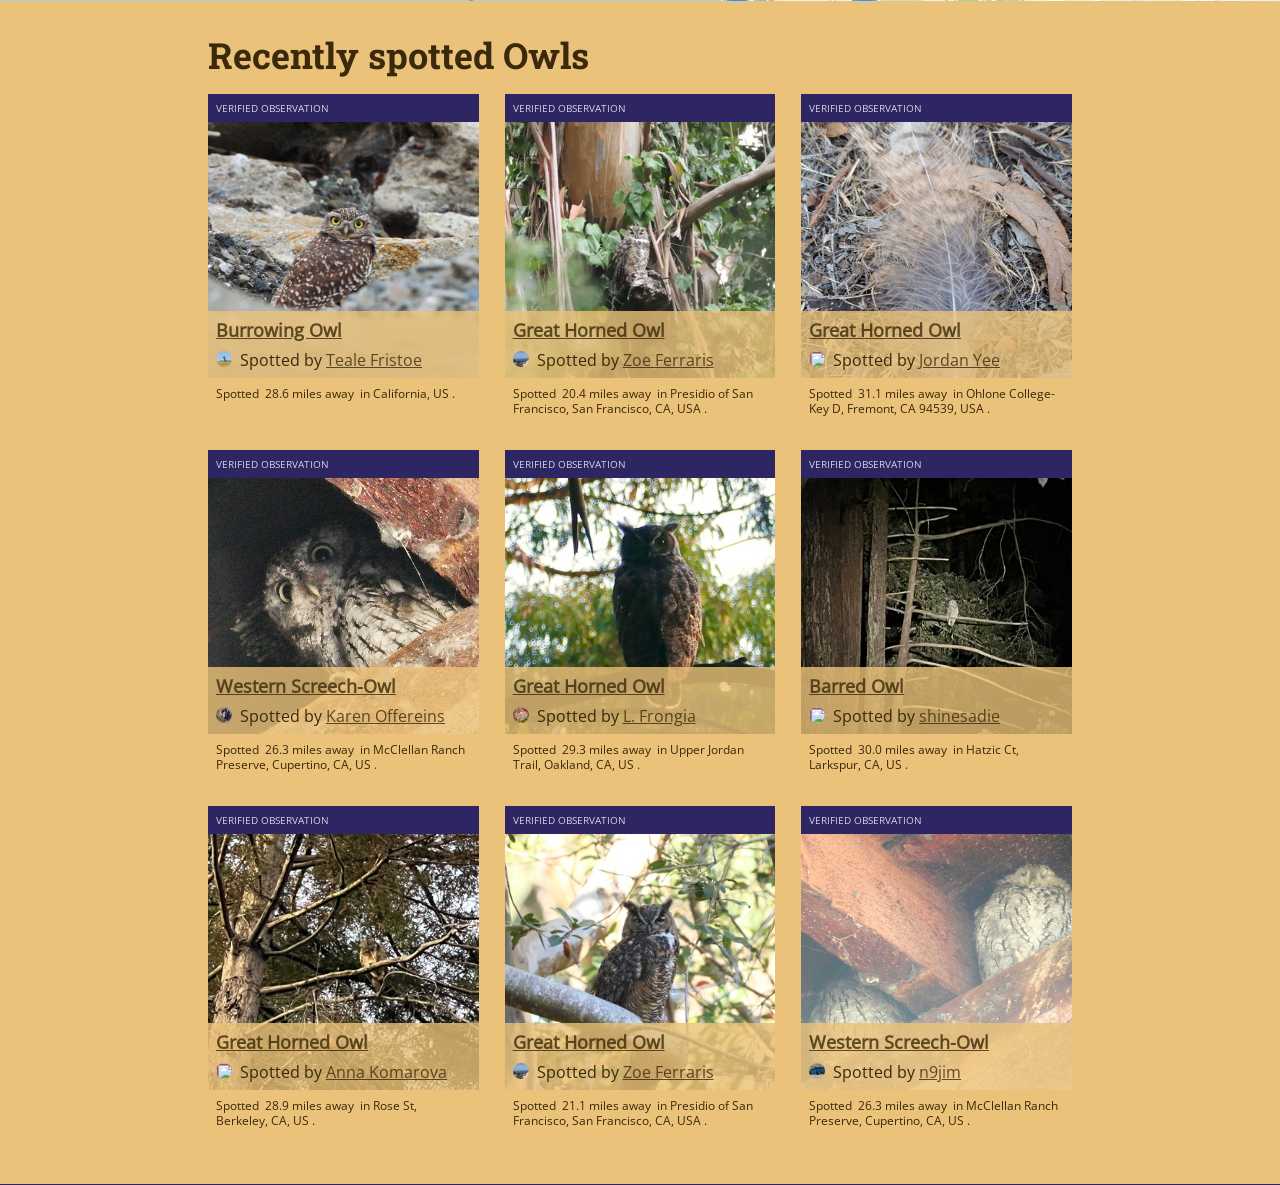 Recently spotted Owls
VERIFIED OBSERVATION
Burrowing Owl
Spotted by Teale Fristoe
Spotted 28.6 miles away in California, US .
VERIFIED OBSERVATION
Great Horned Owl
Spotted by Zoe Ferraris
Spotted 20.4 miles away in Presidio of San
Francisco, San Francisco, CA, USA .
VERIFIED OBSERVATION
Great Horned Owl
Spotted by Jordan Yee
Spotted 31.1 miles away in Ohlone College-
Key D, Fremont, CA 94539, USA .
VERIFIED OBSERVATION
Western Screech-Owl
Spotted by Karen Offereins
Spotted 26.3 miles away in McClellan Ranch
Preserve, Cupertino, CA, US .
VERIFIED OBSERVATION
Great Horned Owl
Spotted by L. Frongia
Spotted 29.3 miles away in Upper Jordan
Trail, Oakland, CA, US .
VERIFIED OBSERVATION
Barred Owl
Spotted by shinesadie
Spotted 30.0 miles away in Hatzic Ct,
Larkspur, CA, US .
VERIFIED OBSERVATION
Great Horned Owl
Spotted by Anna Komarova
Spotted 28.9 miles away in Rose St,
Berkeley, CA, US .
VERIFIED OBSERVATION
Great Horned Owl
Spotted by Zoe Ferraris
Spotted 21.1 miles away in Presidio of San
Francisco, San Francisco, CA, USA .
VERIFIED OBSERVATION
Western Screech-Owl
Spotted by n9jim
Spotted 26.3 miles away in McClellan Ranch
Preserve, Cupertino, CA, US .